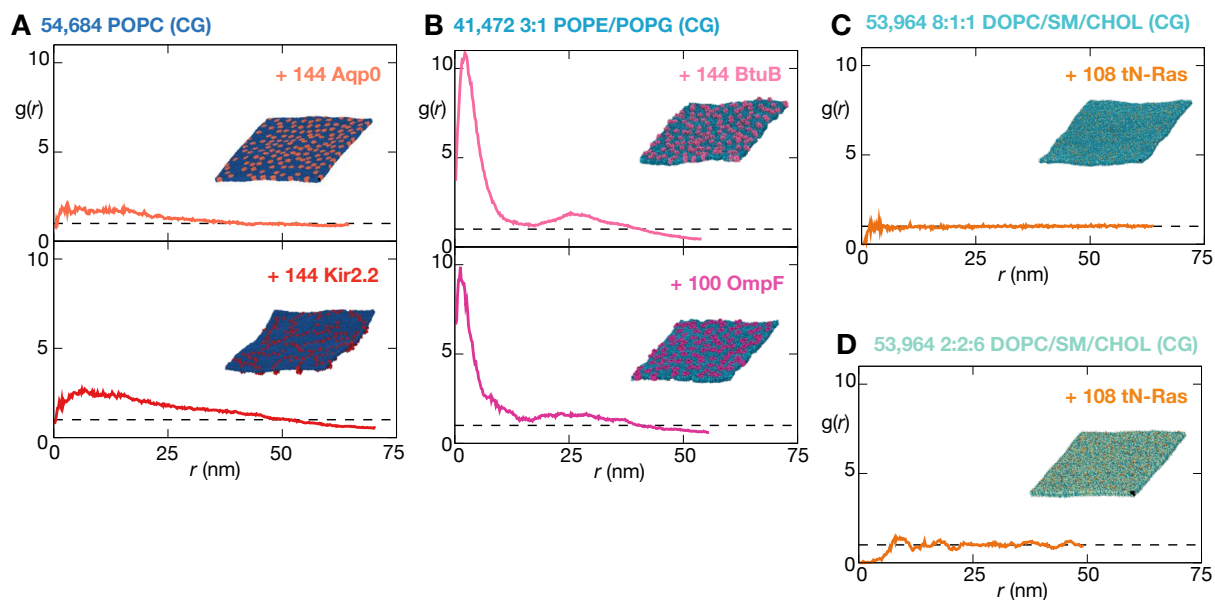 A 54,684 POPC (CG)
10
+ 144 Aqp0
g(r)
5
0
10
+ 144 Kir2.2
5
0
0 25 50 75
r (nm)
B 41,472 3:1 POPE/POPG (CG)
10
+ 144 BtuB
g(r)
5
0
10
+ 100 OmpF
5
0
0 25 50 75
r (nm)
C 53,964 8:1:1 DOPC/SM/CHOL (CG)
10
+ 108 tN-Ras
g(r)
5
0
0 25 50 75
r (nm)
D 53,964 2:2:6 DOPC/SM/CHOL (CG)
10
+ 108 tN-Ras
g(r)
5
0
0 25 50 75
r (nm)